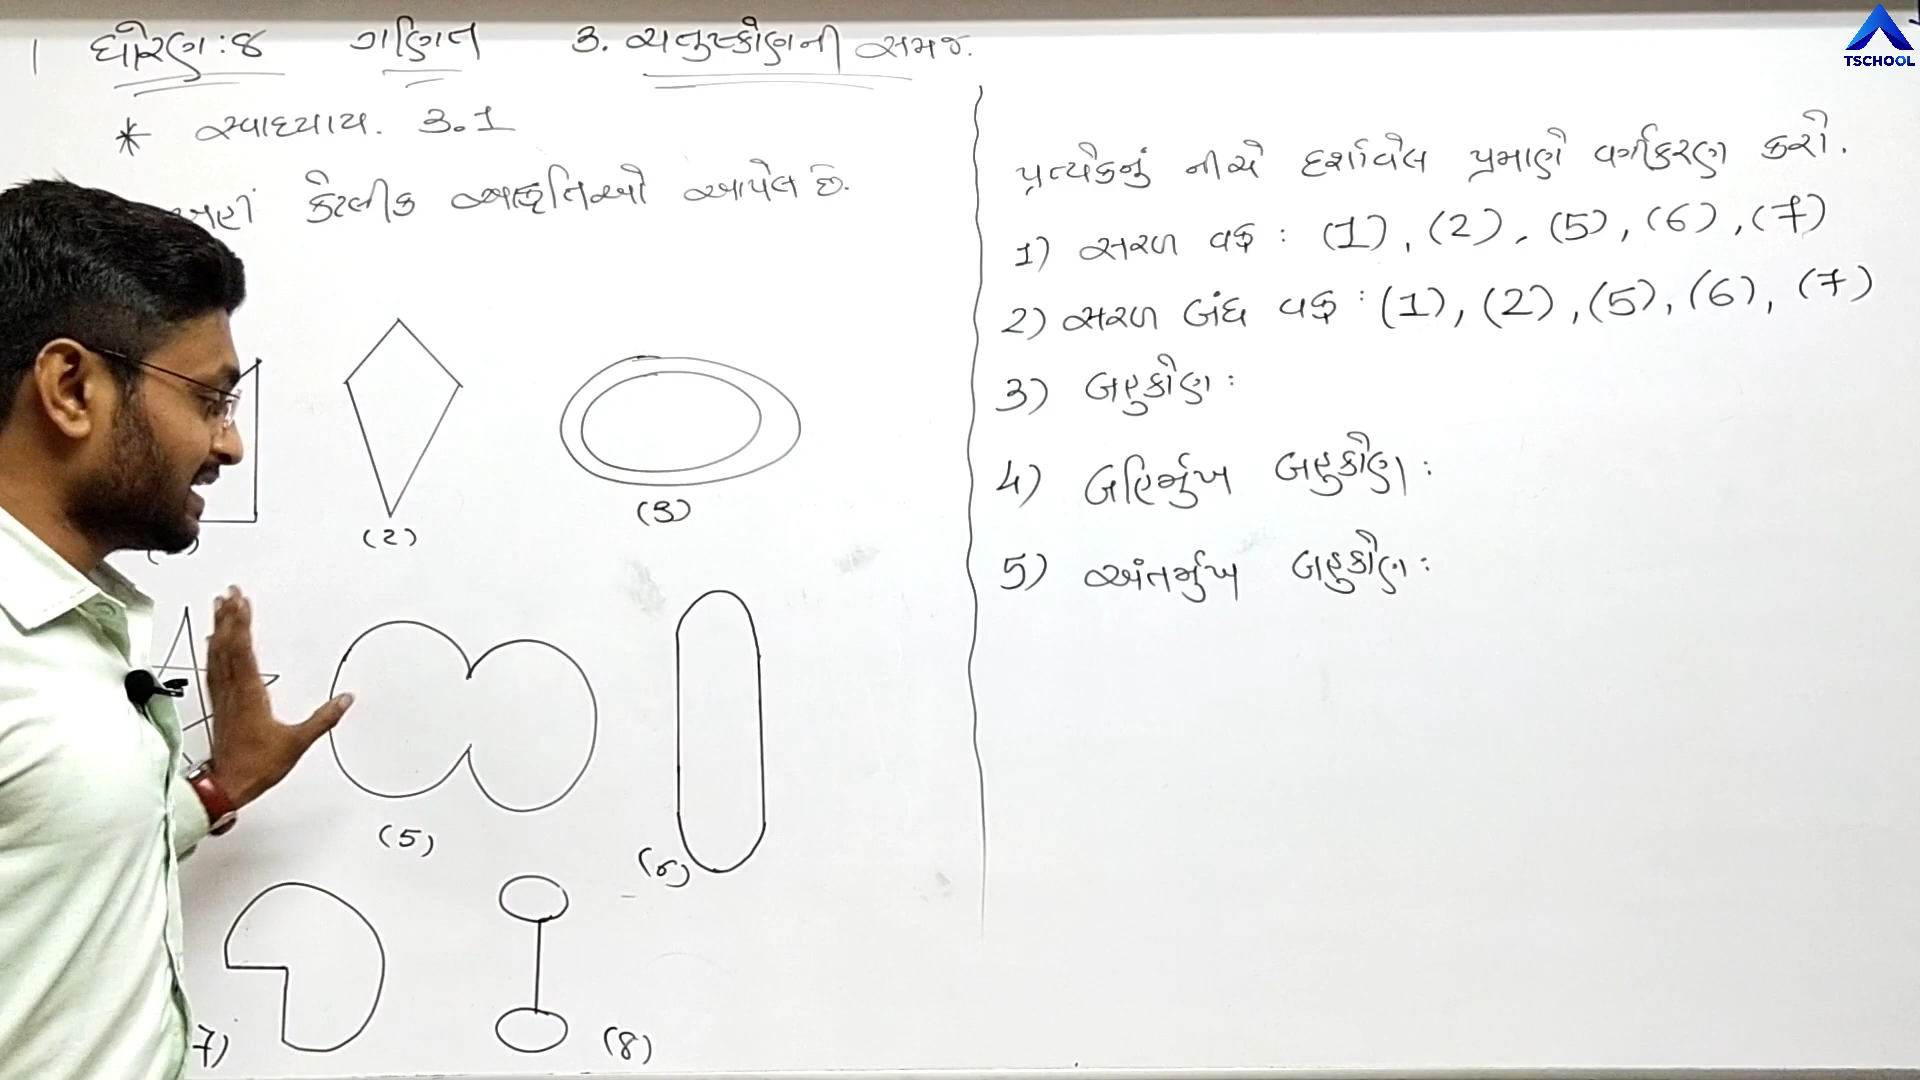 ધોરણ : ૪ ગણિત 3. ચતુષ્કોણની સમજ.
* સ્વાધ્યાય. 3.1
કેટલીક આકૃતિઓ આપેલ છે.
(2)
(3)
(5)
(6)
7)
(8)
પ્રત્યેકનું નીચે દર્શાવેલ પ્રમાણે વર્ગીકરણ કરો.
1) સરળ વક્ર : (1), (2), (5), (6), (7)
2) સરળ બંધ વક્ર : (1), (2), (5), (6), (7)
3) બહુકોણ :
4) બહિર્મુખ બહુકોણ :
5) અંતર્મુખ બહુકોણ :
TSCHOOL